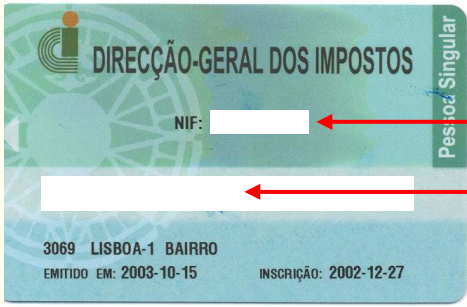 DIRECÇÃO-GERAL DOS IMPOSTOS
Pessoa Singular
NIF:
3069 LISBOA-1 BAIRRO
EMITIDO EM: 2003-10-15 INSCRIÇÃO: 2002-12-27